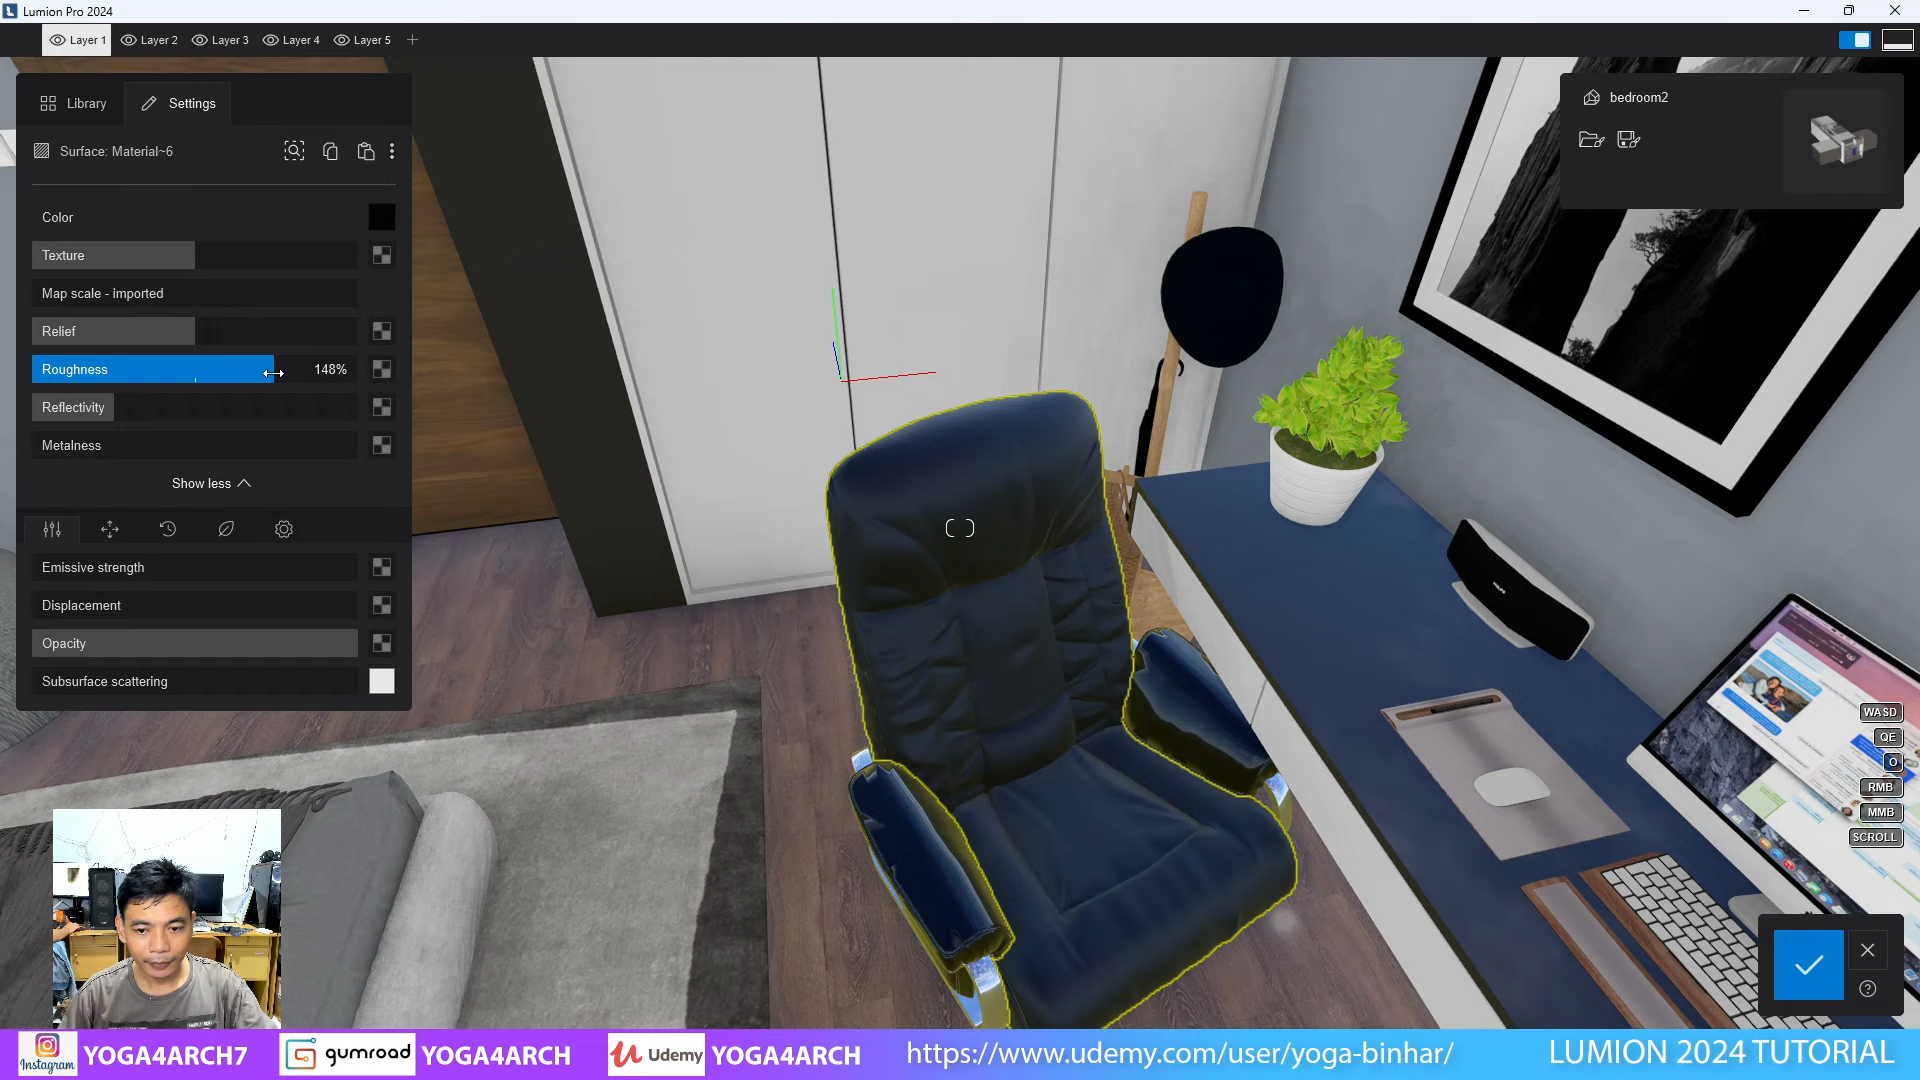 Lumion Pro 2024
Layer 1
Layer 2
Layer 3
Layer 4
Layer 5
Library
Settings
Surface: Material~6
Color
Texture
Map scale - imported
Relief
Roughness 148%
Reflectivity
Metalness
Show less
Emissive strength
Displacement
Opacity
Subsurface scattering
bedroom2
WASD
QE
O
RMB
MMB
SCROLL
Instagram
YOGA4ARCH7
gumroad
YOGA4ARCH
Udemy
YOGA4ARCH
https://www.udemy.com/user/yoga-binhar/
LUMION 2024 TUTORIAL